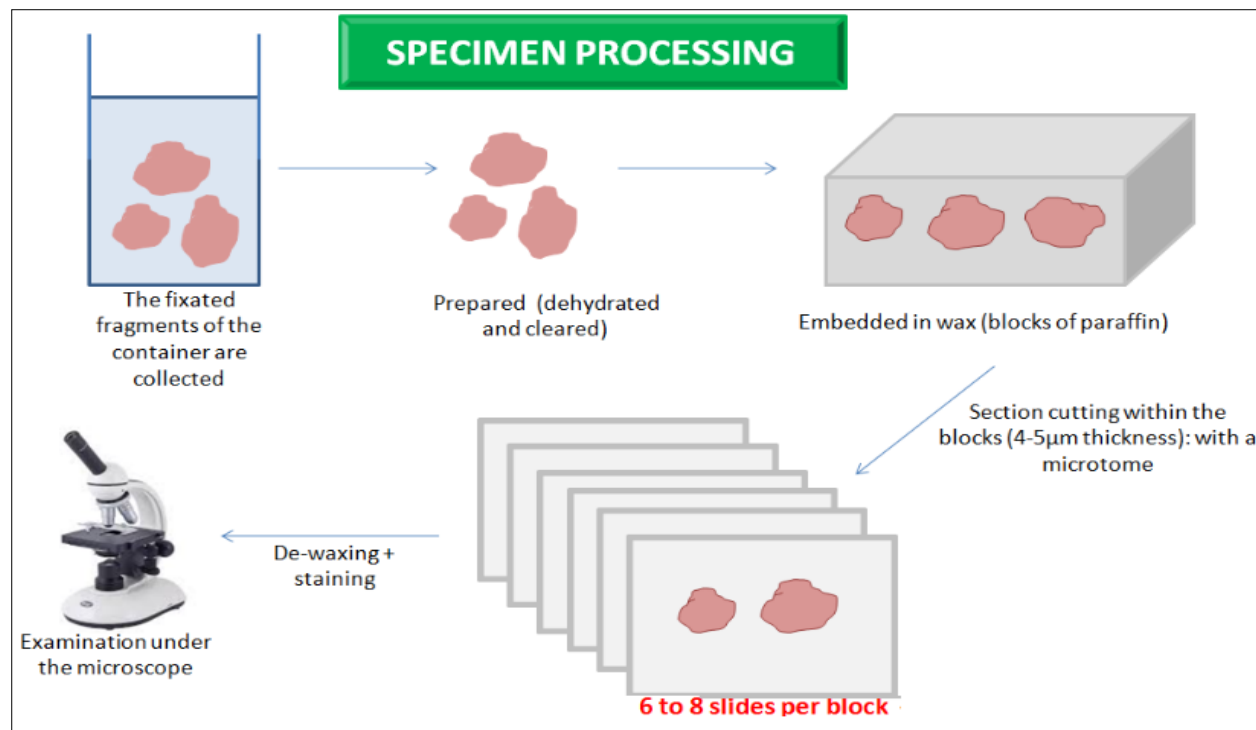 SPECIMEN PROCESSING
The fixated
fragments of the
container are
collected
Prepared (dehydrated
and cleared)
Embedded in wax (blocks of paraffin)
Section cutting within the
blocks (4-5µm thickness): with a
microtome
6 to 8 slides per block
De-waxing +
staining
Examination under
the microscope